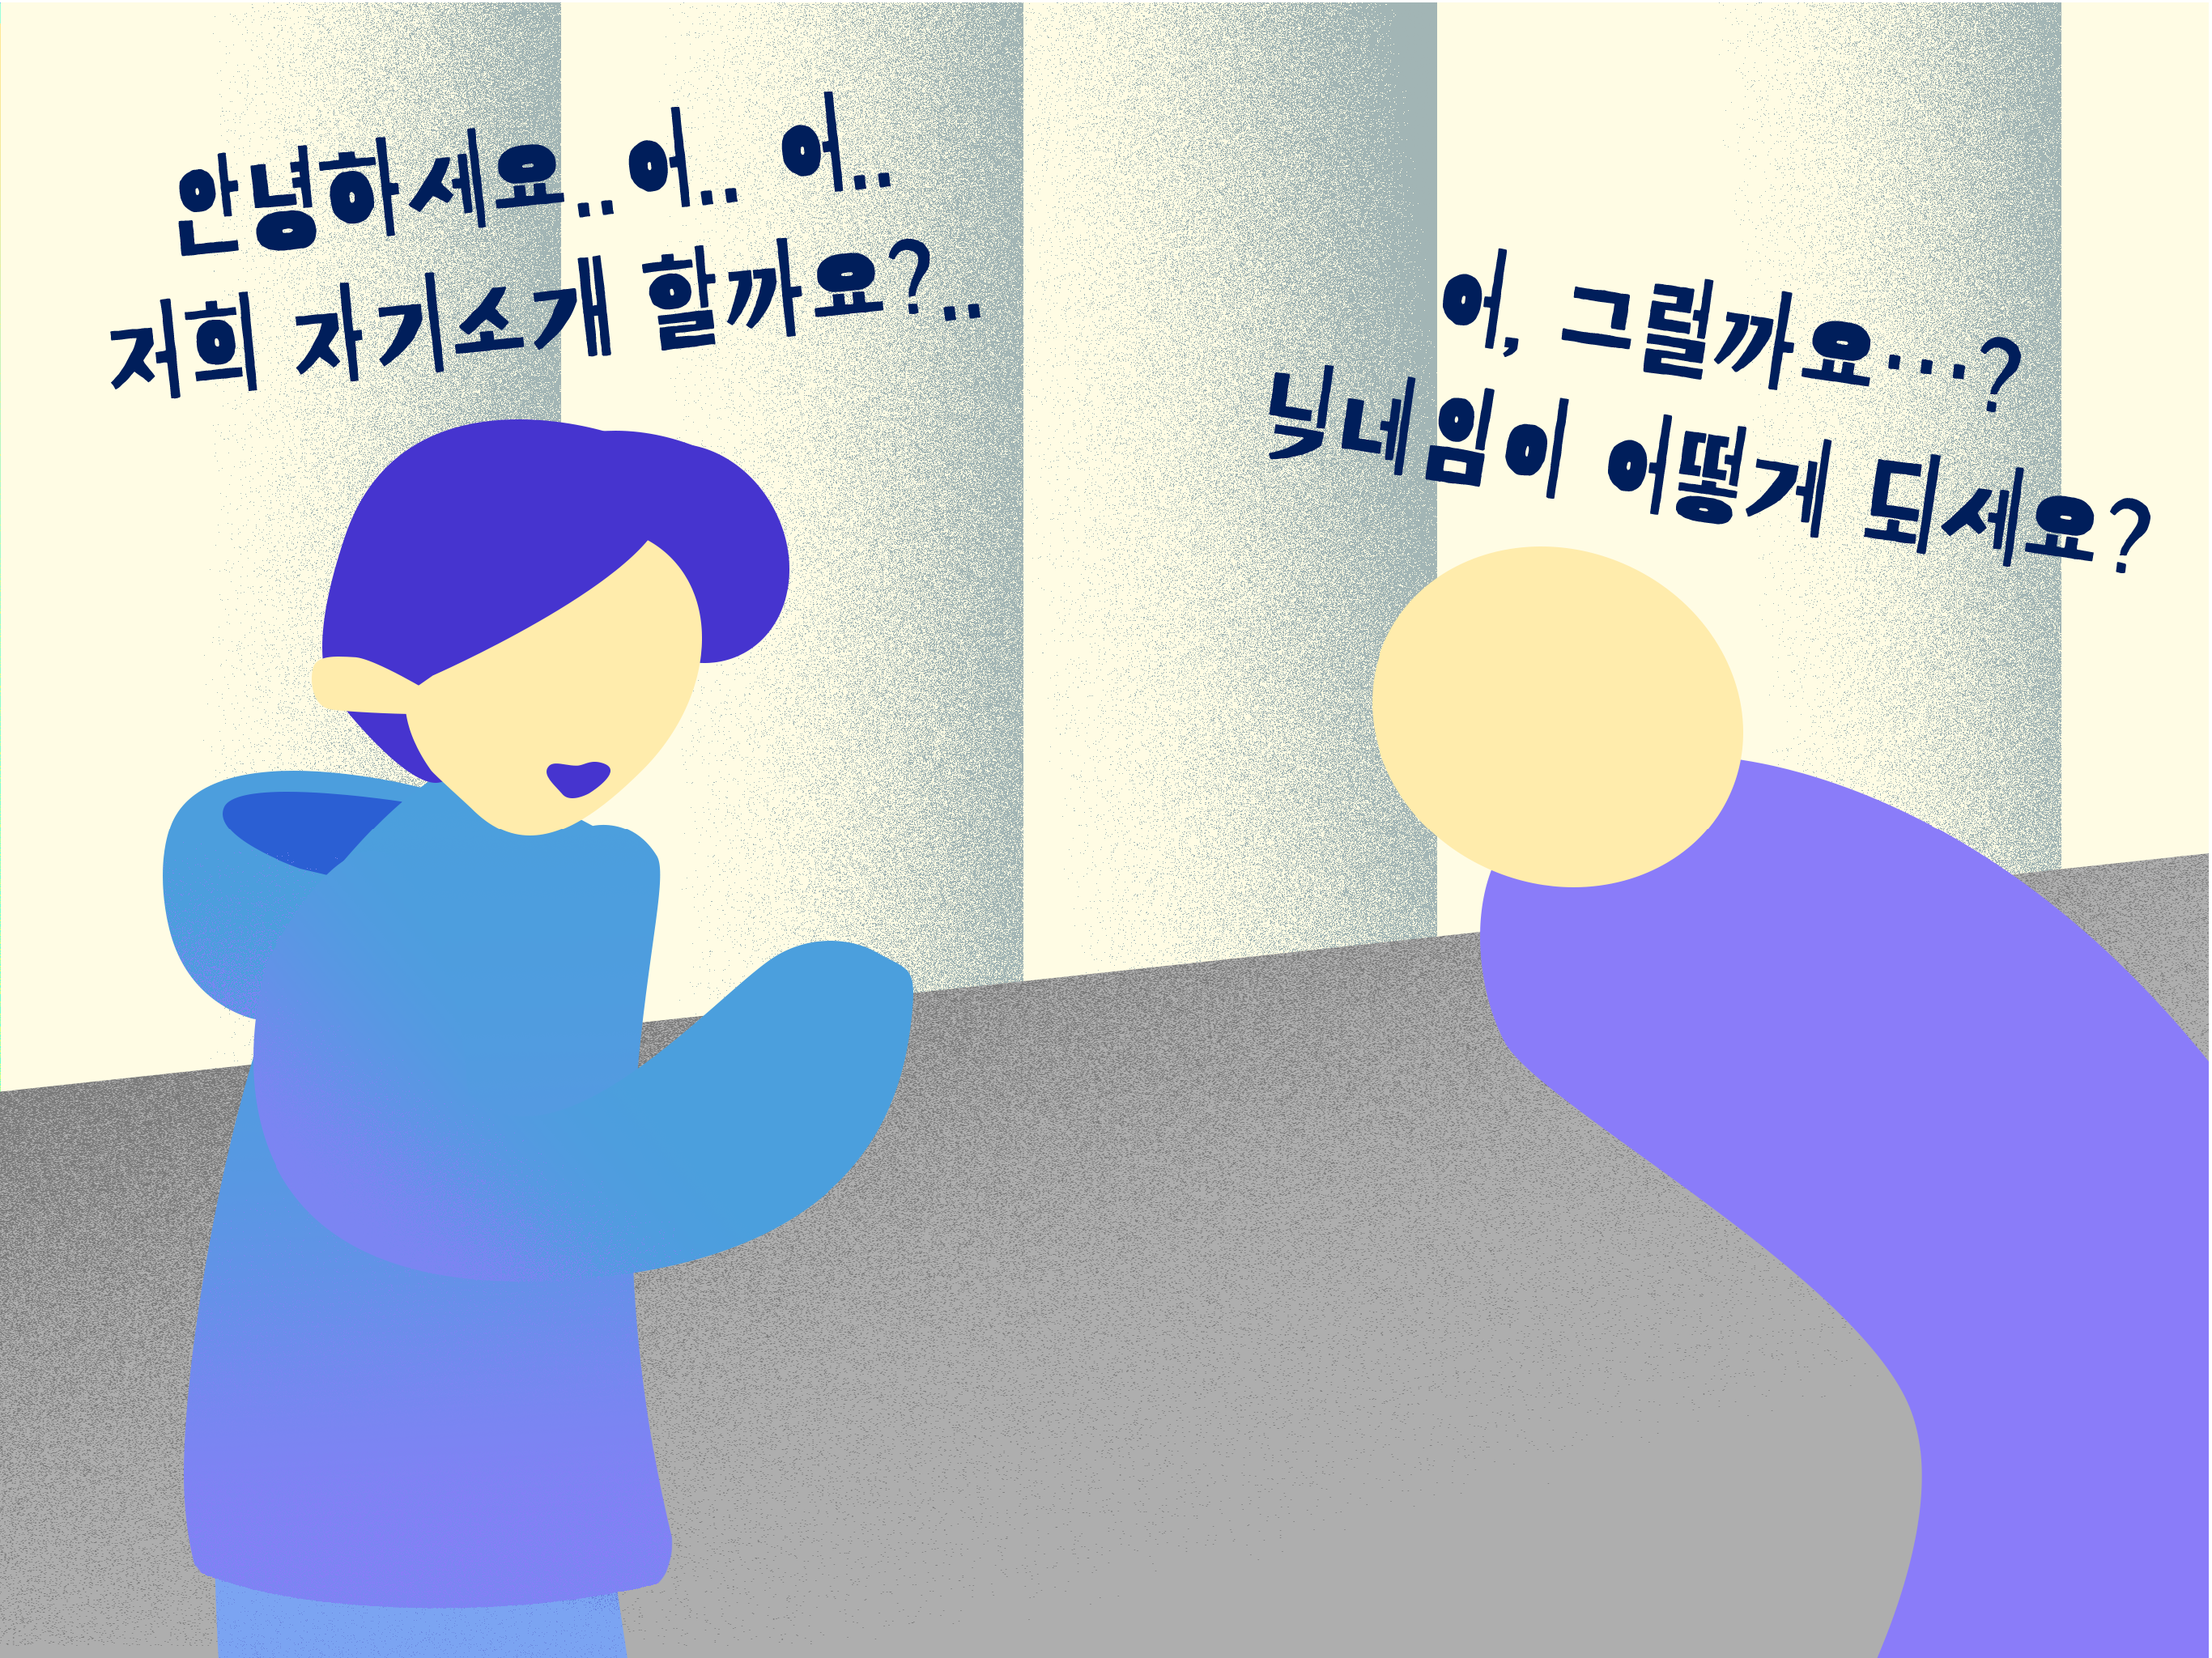 안녕하세요..어.. 어..
저희 자기소개 할까요?..
어, 그럴까요...?
닞네임이 어떻게 되세요?